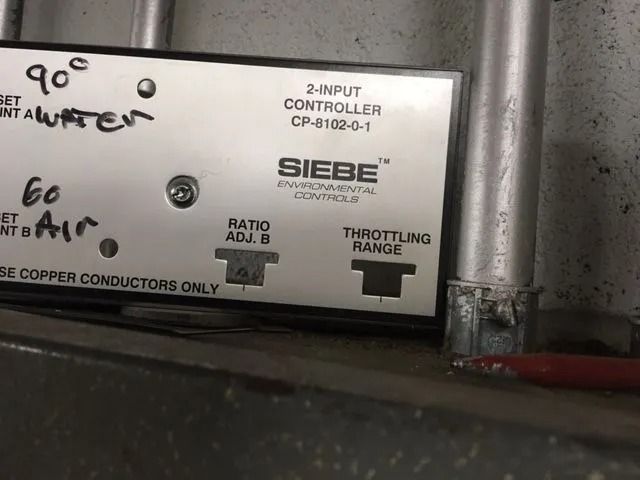 90°
SET
INT A WATER
60
SET
INT B Air
SE COPPER CONDUCTORS ONLY
2-INPUT
CONTROLLER
CP-8102-0-1
SIEBE™
ENVIRONMENTAL
CONTROLS
RATIO
ADJ. B
THROTTLING
RANGE